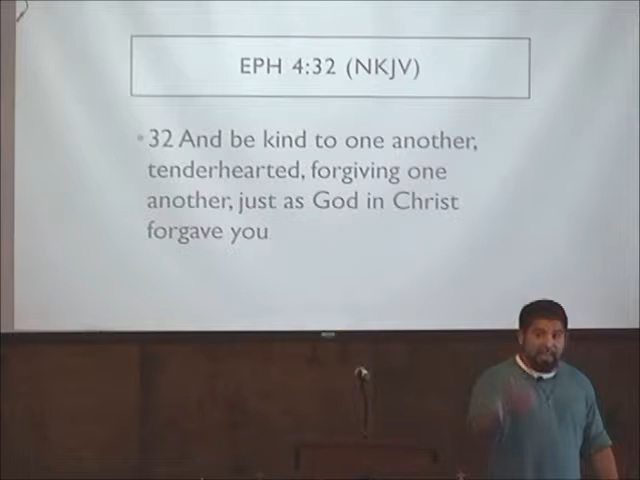 EPH 4:32 (NKJV)
•32 And be kind to one another,
tenderhearted, forgiving one
another, just as God in Christ
forgave you